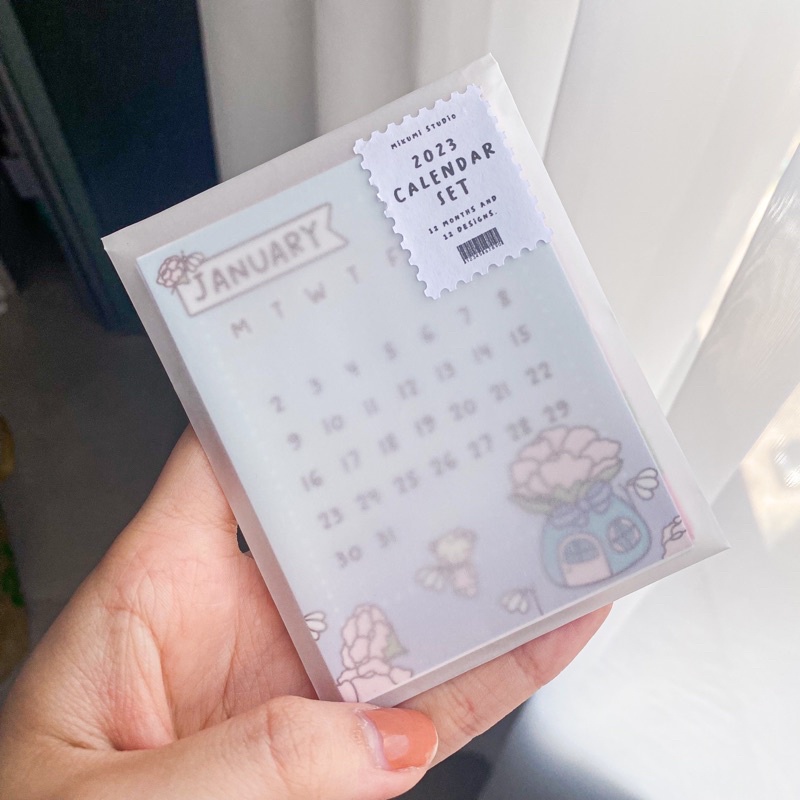 MIKUMI STUDIO
2023
CALENDAR
SET
12 MONTHS AND
12 DESIGNS.
JANUARY
M T W T F
2 3 4 5 6 7 8
9 10 11 12 13 14 15
16 17 18 19 20 21 22
23 24 25 26 27 28 29
30 31